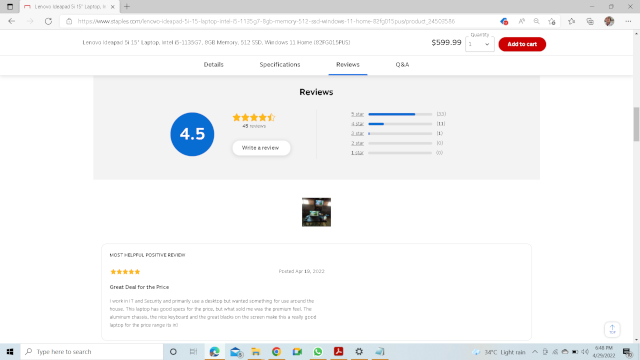 Lenovo Ideapad 5i 15" Laptop
https://www.staples.com/lenovo-ideapad-5i-15-laptop-intel-i5-1135g7-8gb-memory-512-ssd-windows-11-home-82fg015pus/product_24503586
Lenovo Ideapad 5i 15" Laptop, Intel i5-1135G7, 8GB Memory, 512 SSD, Windows 11 Home (82FG015PUS)
$599.99
Quantity
1
Add to cart
Details Specifications Reviews Q&A
Reviews
4.5
45 reviews
Write a review
5 star
4 star (11)
3 star (1)
2 star (0)
1 star (0)
MOST HELPFUL POSITIVE REVIEW
Posted Apr 19, 2022
Great Deal for the Price
I work in IT and Security and primarily use a desktop but wanted something for use around the
house. This laptop has good specs for the price, but what sold me was the premium feel. The
aluminum chassis, the nice keyboard and the great blacks on the screen make this a really good
laptop for the price range its in!
Type here to search
34°C Light rain
6:48 PM
4/29/2022